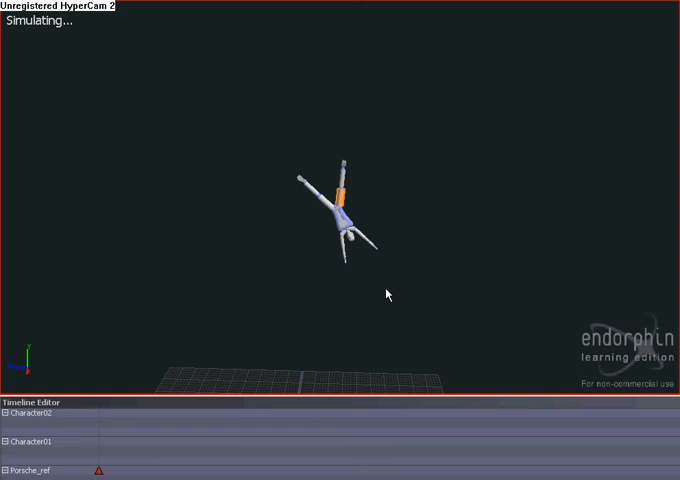 Unregistered HyperCam 2
Simulating...
endorphin
learning edition
For non-commercial use
Y
Timeline Editor
Character02
Character01
Porsche_ref